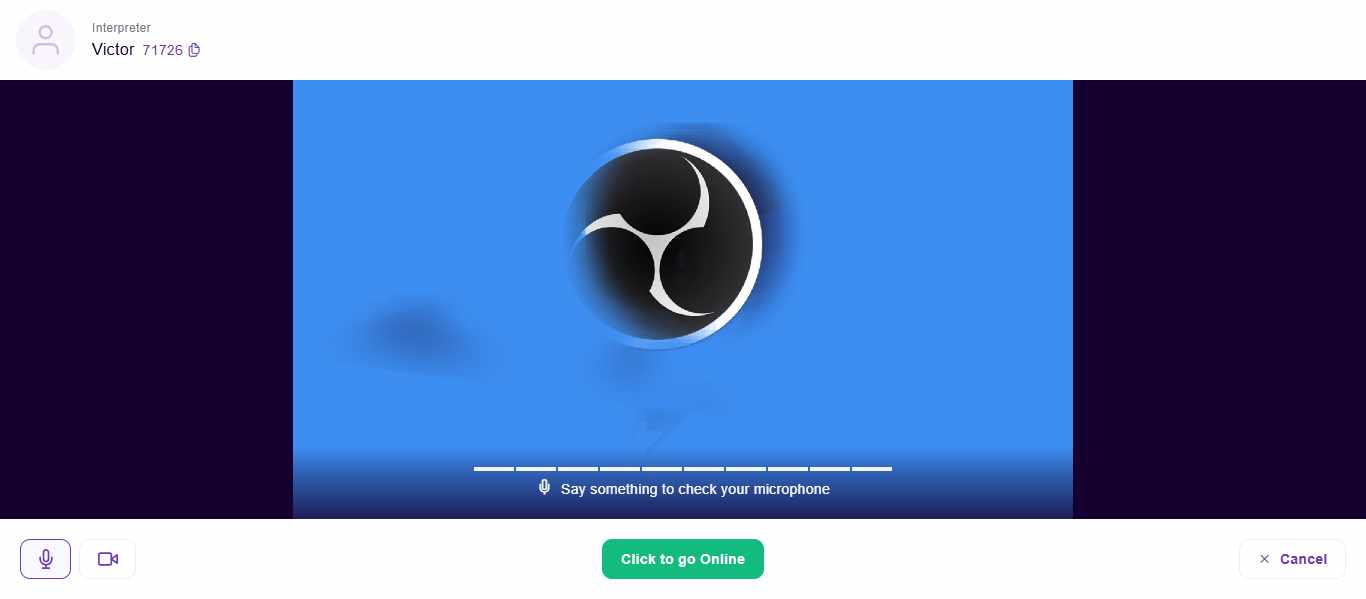 Interpreter
Victor 71726
Say something to check your microphone
Click to go Online
Cancel